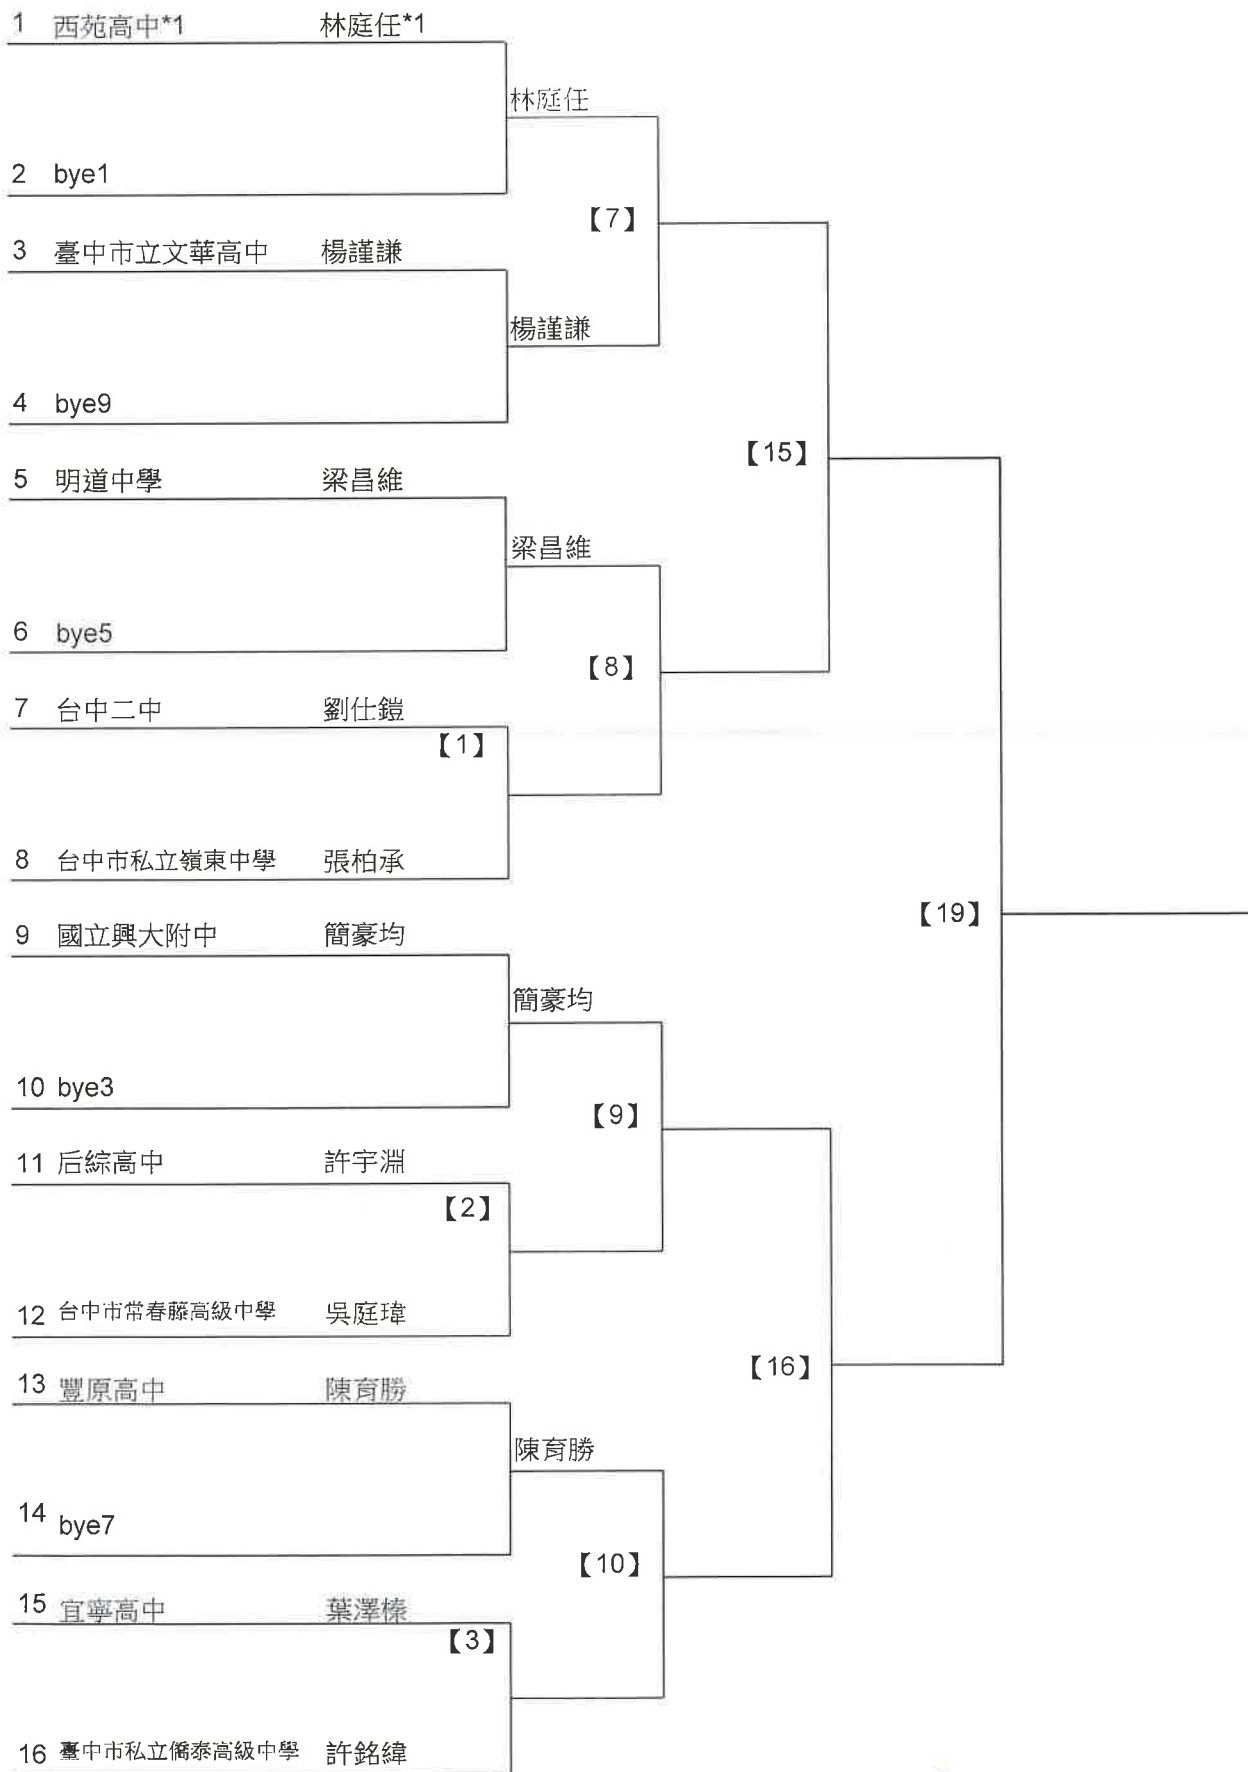 1 西苑高中*1 林庭任*1
林庭任
2 bye1
【7】
3 臺中市立文華高中 楊謹謙
楊謹謙
4 bye9
【15】
5 明道中學 梁昌維
梁昌維
6 bye5
【8】
7 台中二中 劉仕鎧
【1】
8 台中市私立嶺東中學 張柏承
【19】
9 國立興大附中 簡豪均
簡豪均
10 bye3
【9】
11 后綜高中 許宇淵
【2】
12 台中市常春藤高級中學 吳庭瑋
【16】
13 豐原高中 陳育勝
陳育勝
14 bye7
【10】
15 宜寧高中 葉澤榛
【3】
16 臺中市私立僑泰高級中學 許銘緯